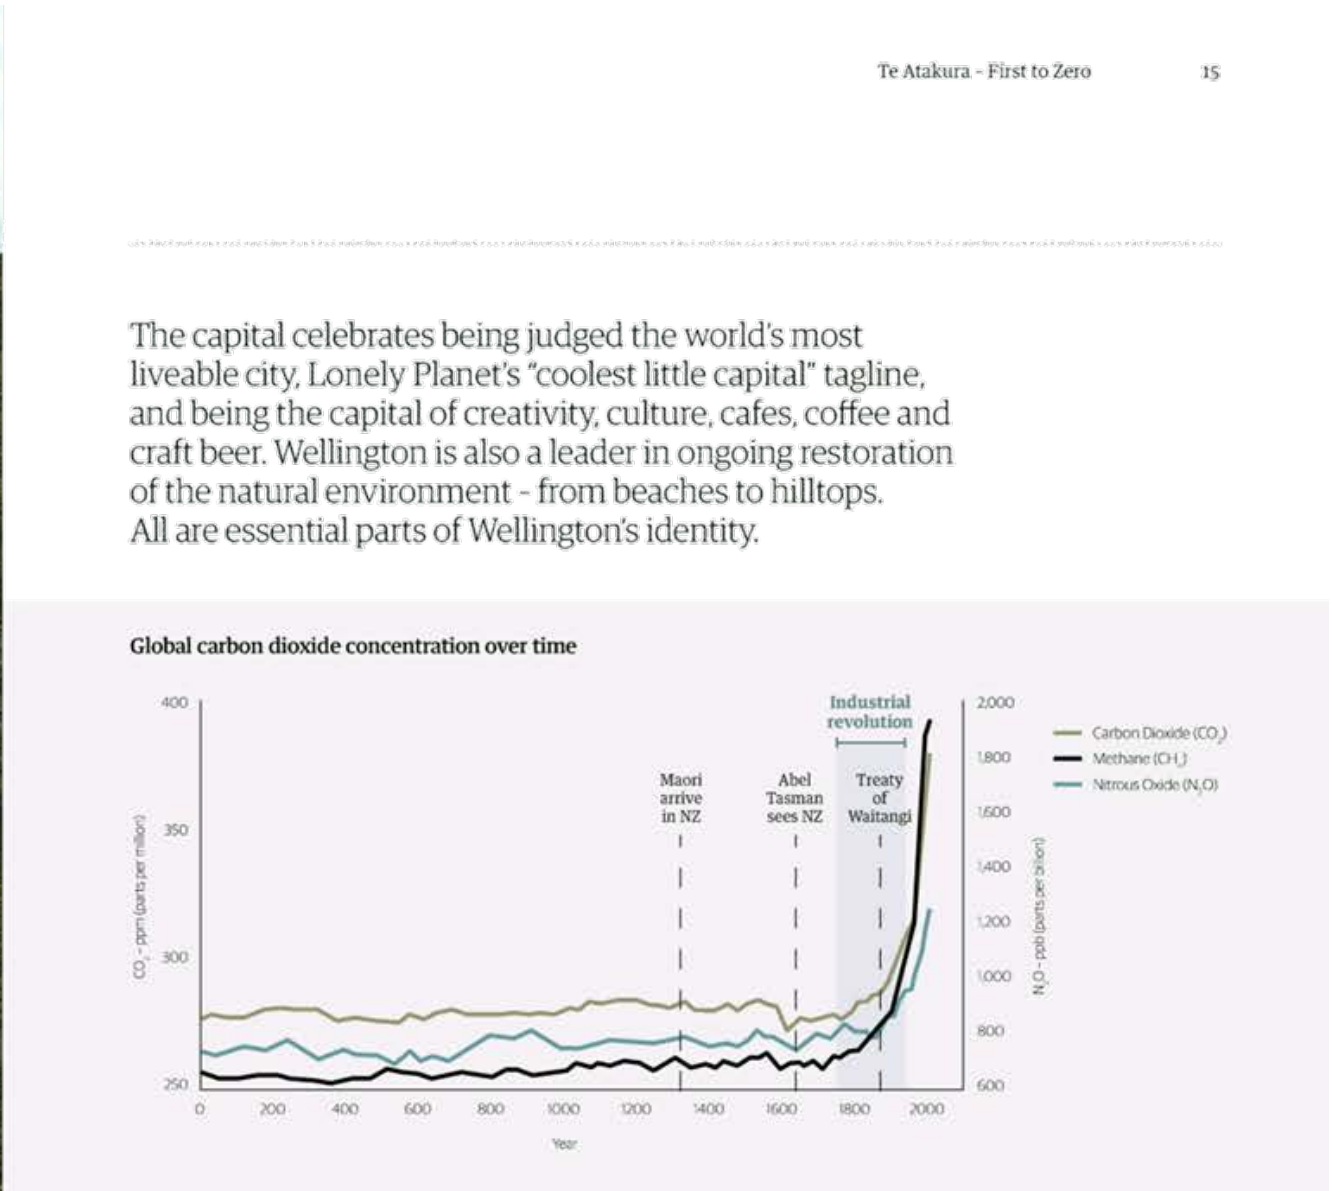 Te Atakura - First to Zero 15
The capital celebrates being judged the world's most
liveable city, Lonely Planet's "coolest little capital" tagline,
and being the capital of creativity, culture, cafes, coffee and
craft beer. Wellington is also a leader in ongoing restoration
of the natural environment - from beaches to hilltops.
All are essential parts of Wellington's identity.
Global carbon dioxide concentration over time
400
350
300
250
CO₂ - ppm (parts per million)
Industrial
revolution
Maori
arrive
in NZ
Abel
Tasman
sees NZ
Treaty
of
Waitangi
2,000
1,800
1,600
1,400
1,200
1,000
800
600
N₂O - ppb (parts per billion)
Carbon Dioxide (CO₂)
Methane (CH₄)
Nitrous Oxide (N₂O)
0 200 400 600 800 1000 1200 1400 1600 1800 2000
Year